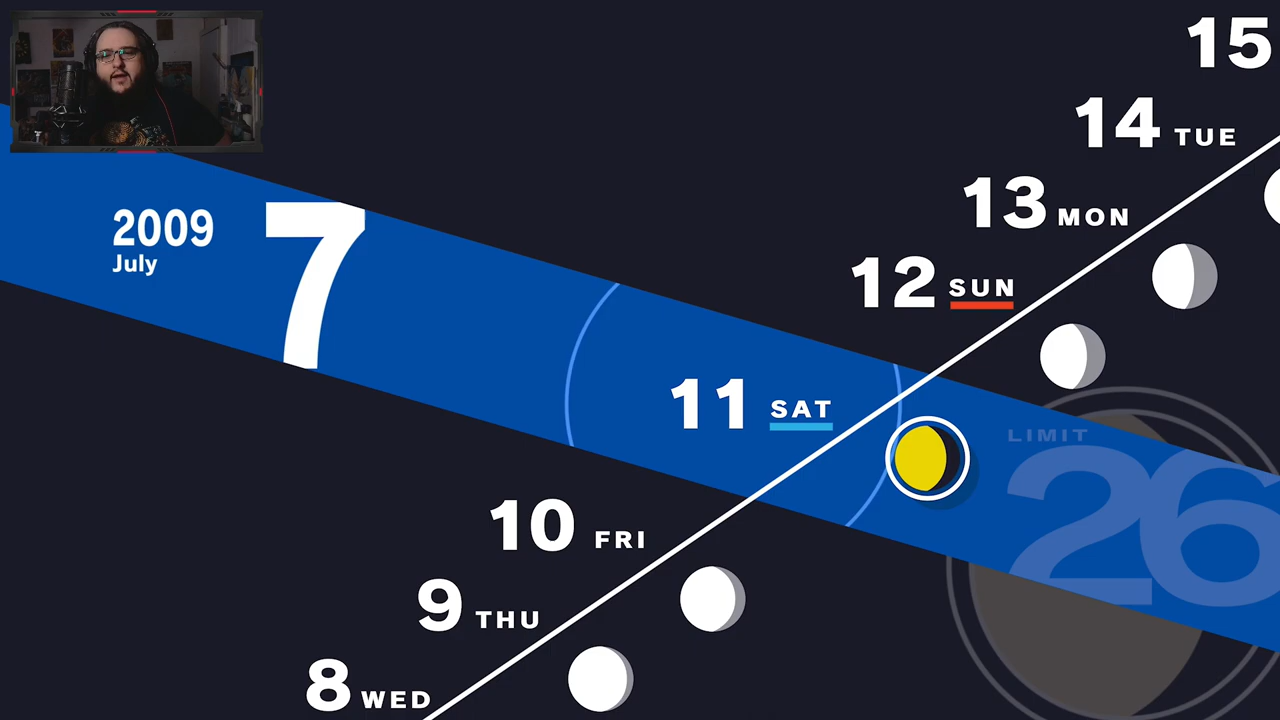 15
14 TUE
13 MON
2009
July
7
12 SUN
11 SAT
LIMIT
26
10 FRI
9 THU
8 WED